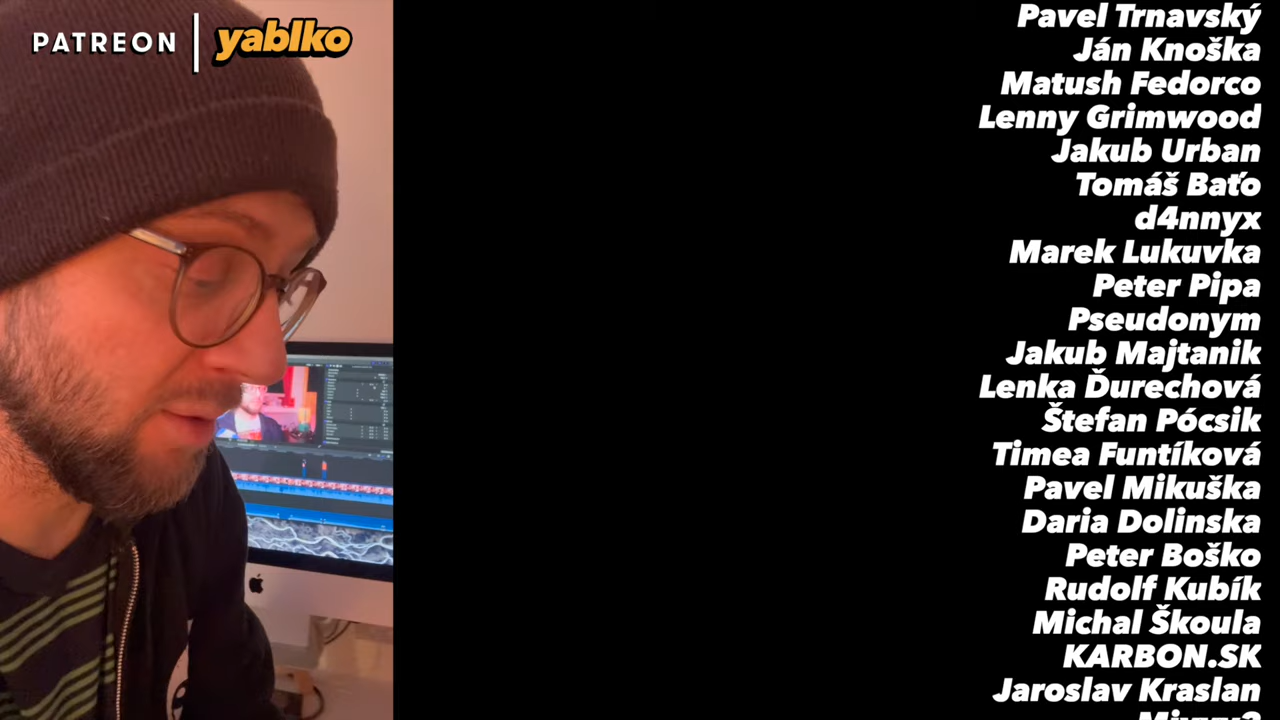 PATREON | yablko
Pavel Trnavský
Ján Knoška
Matush Fedorco
Lenny Grimwood
Jakub Urban
Tomáš Baťo
d4nnyx
Marek Lukuvka
Peter Pipa
Pseudonym
Jakub Majtanik
Lenka Ďurechová
Štefan Pócsik
Timea Funtíková
Pavel Mikuška
Daria Dolinska
Peter Boško
Rudolf Kubík
Michal Škoula
KARBON.SK
Jaroslav Kraslan